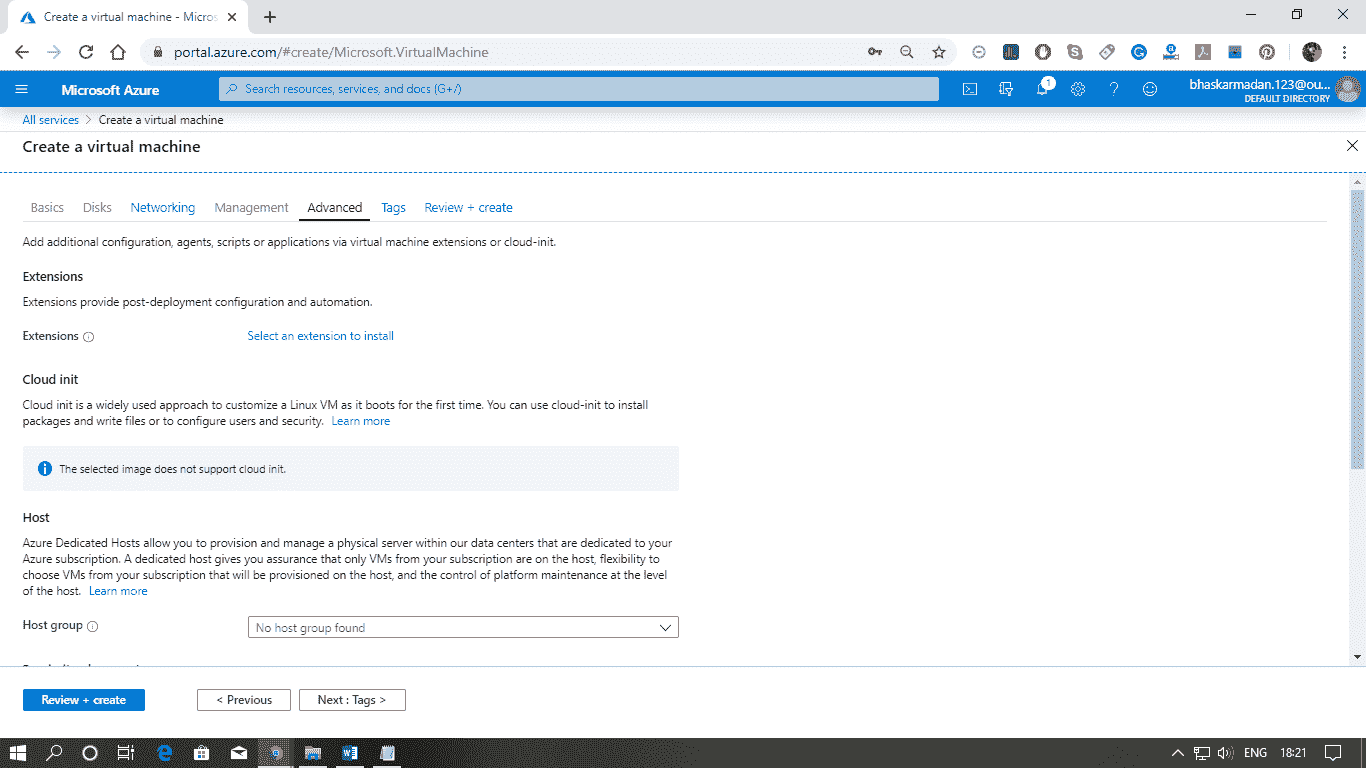 Create a virtual machine - Micros
portal.azure.com/#create/Microsoft.VirtualMachine
Microsoft Azure
Search resources, services, and docs (G+/)
1
bhaskarmadan.123@ou...
DEFAULT DIRECTORY
All services > Create a virtual machine
Create a virtual machine
Basics Disks Networking Management Advanced Tags Review + create
Add additional configuration, agents, scripts or applications via virtual machine extensions or cloud-init.
Extensions
Extensions provide post-deployment configuration and automation.
Extensions
Select an extension to install
Cloud init
Cloud init is a widely used approach to customize a Linux VM as it boots for the first time. You can use cloud-init to install
packages and write files or to configure users and security. Learn more
The selected image does not support cloud init.
Host
Azure Dedicated Hosts allow you to provision and manage a physical server within our data centers that are dedicated to your
Azure subscription. A dedicated host gives you assurance that only VMs from your subscription are on the host, flexibility to
choose VMs from your subscription that will be provisioned on the host, and the control of platform maintenance at the level
of the host. Learn more
Host group
No host group found
Review + create
< Previous
Next : Tags >
ENG 18:21